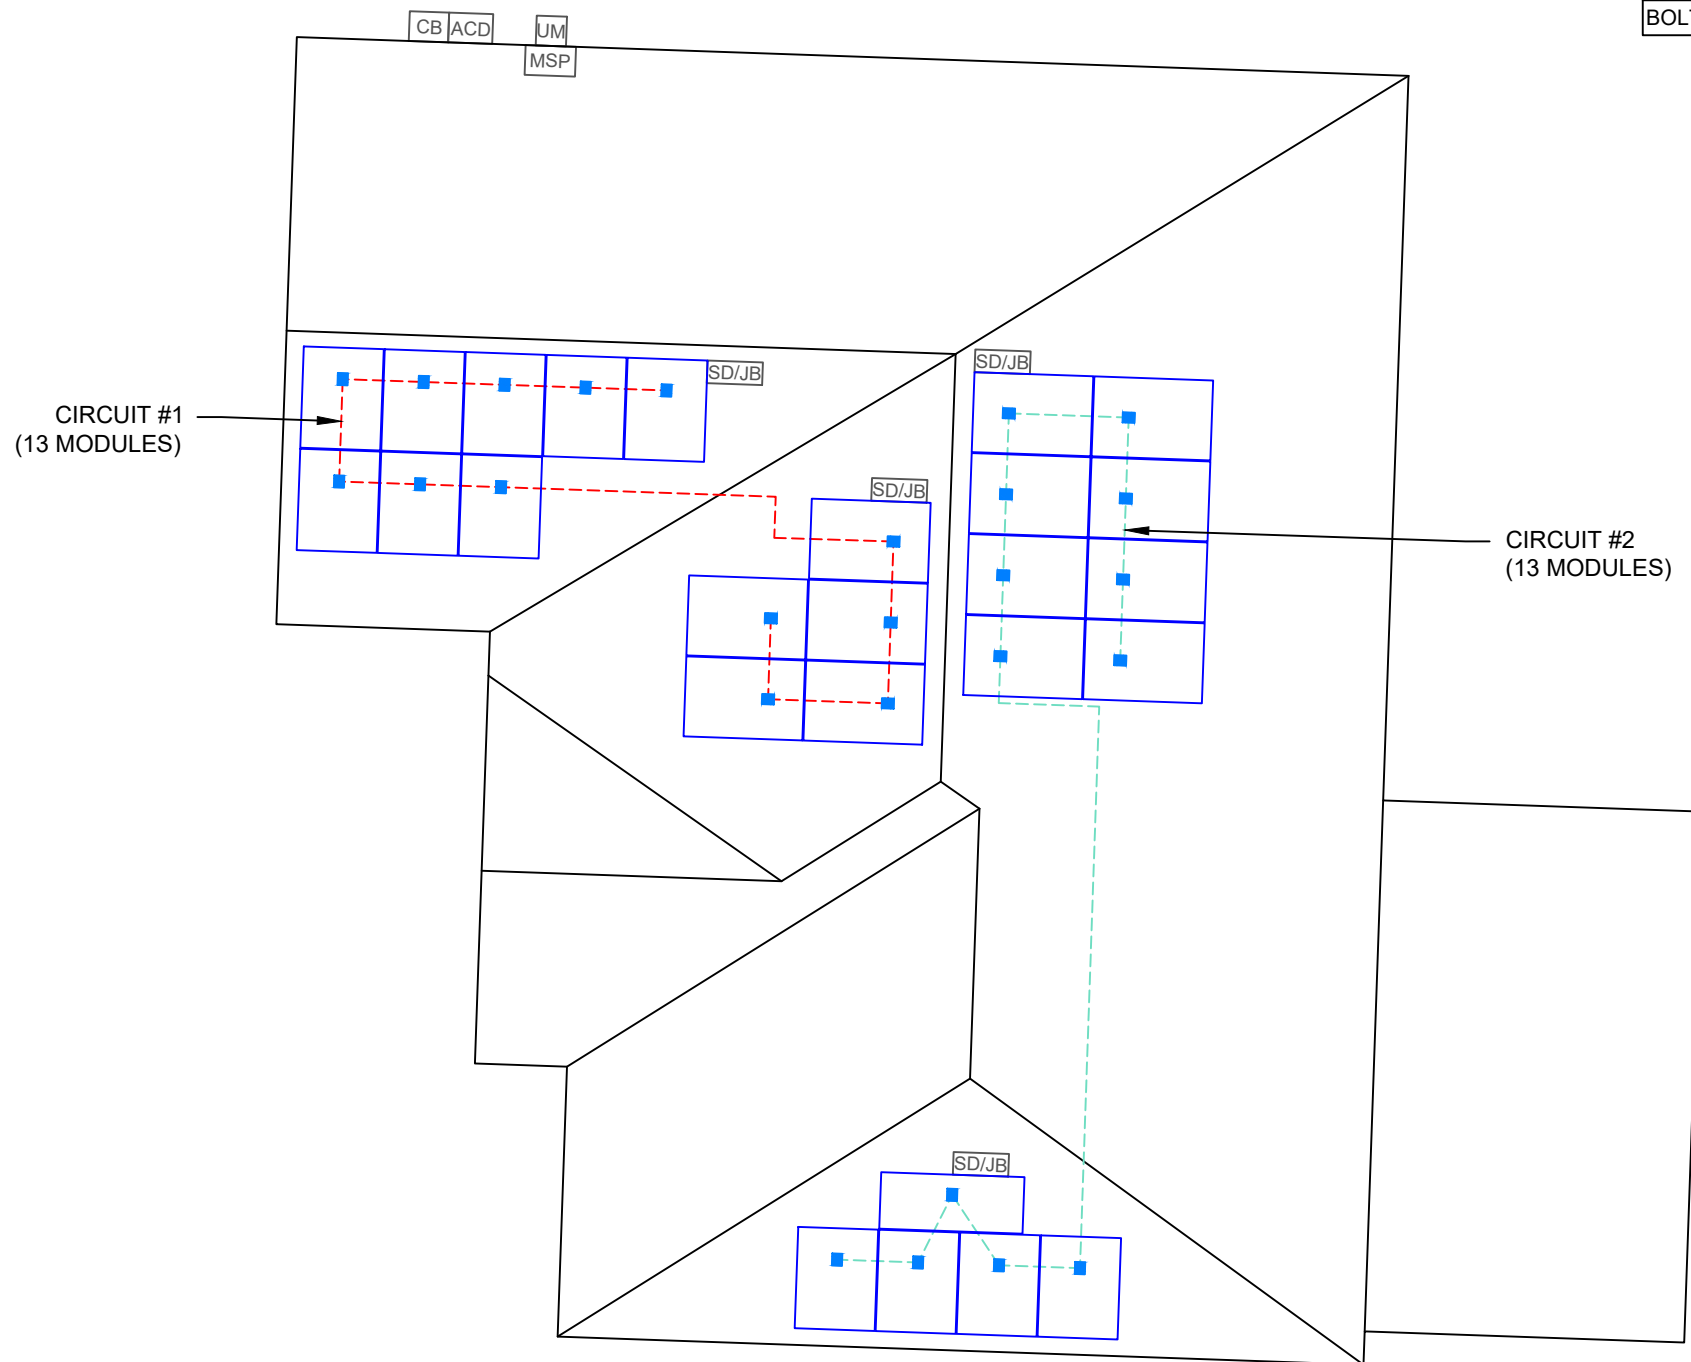 CB ACD UM
MSP
SD/JB
SD/JB
CIRCUIT #1
(13 MODULES)
SD/JB
CIRCUIT #2
(13 MODULES)
SD/JB